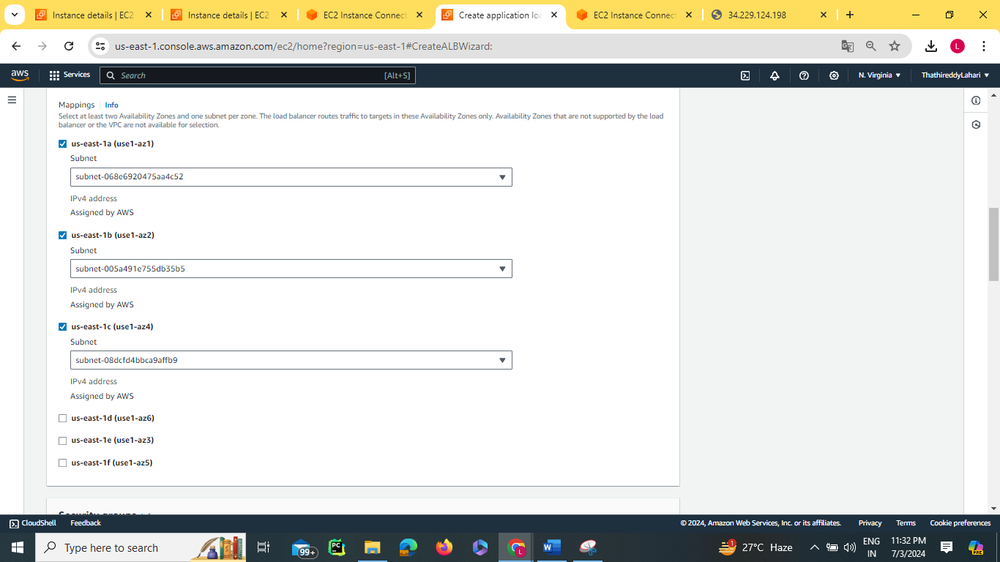 Instance details | EC2
Instance details | EC2
EC2 Instance Connect
Create application loa
EC2 Instance Connect
34.229.124.198
us-east-1.console.aws.amazon.com/ec2/home?region=us-east-1#CreateALBWizard:
L
aws
Services
Search
[Alt+S]
N. Virginia
ThathireddyLahari
Mappings
Info
Select at least two Availability Zones and one subnet per zone. The load balancer routes traffic to targets in these Availability Zones only. Availability Zones that are not supported by the load
balancer or the VPC are not available for selection.
us-east-1a (use1-az1)
Subnet
subnet-068e6920475aa4c52
IPv4 address
Assigned by AWS
us-east-1b (use1-az2)
Subnet
subnet-005a491e755db35b5
IPv4 address
Assigned by AWS
us-east-1c (use1-az4)
Subnet
subnet-08dcfd4bbca9affb9
IPv4 address
Assigned by AWS
us-east-1d (use1-az6)
us-east-1e (use1-az3)
us-east-1f (use1-az5)
Security groups
CloudShell
Feedback
© 2024, Amazon Web Services, Inc. or its affiliates.
Privacy
Terms
Cookie preferences
Type here to search
99+
PC
L
W
1
27°C Haze
ENG
IN
11:32 PM
7/3/2024
PRE